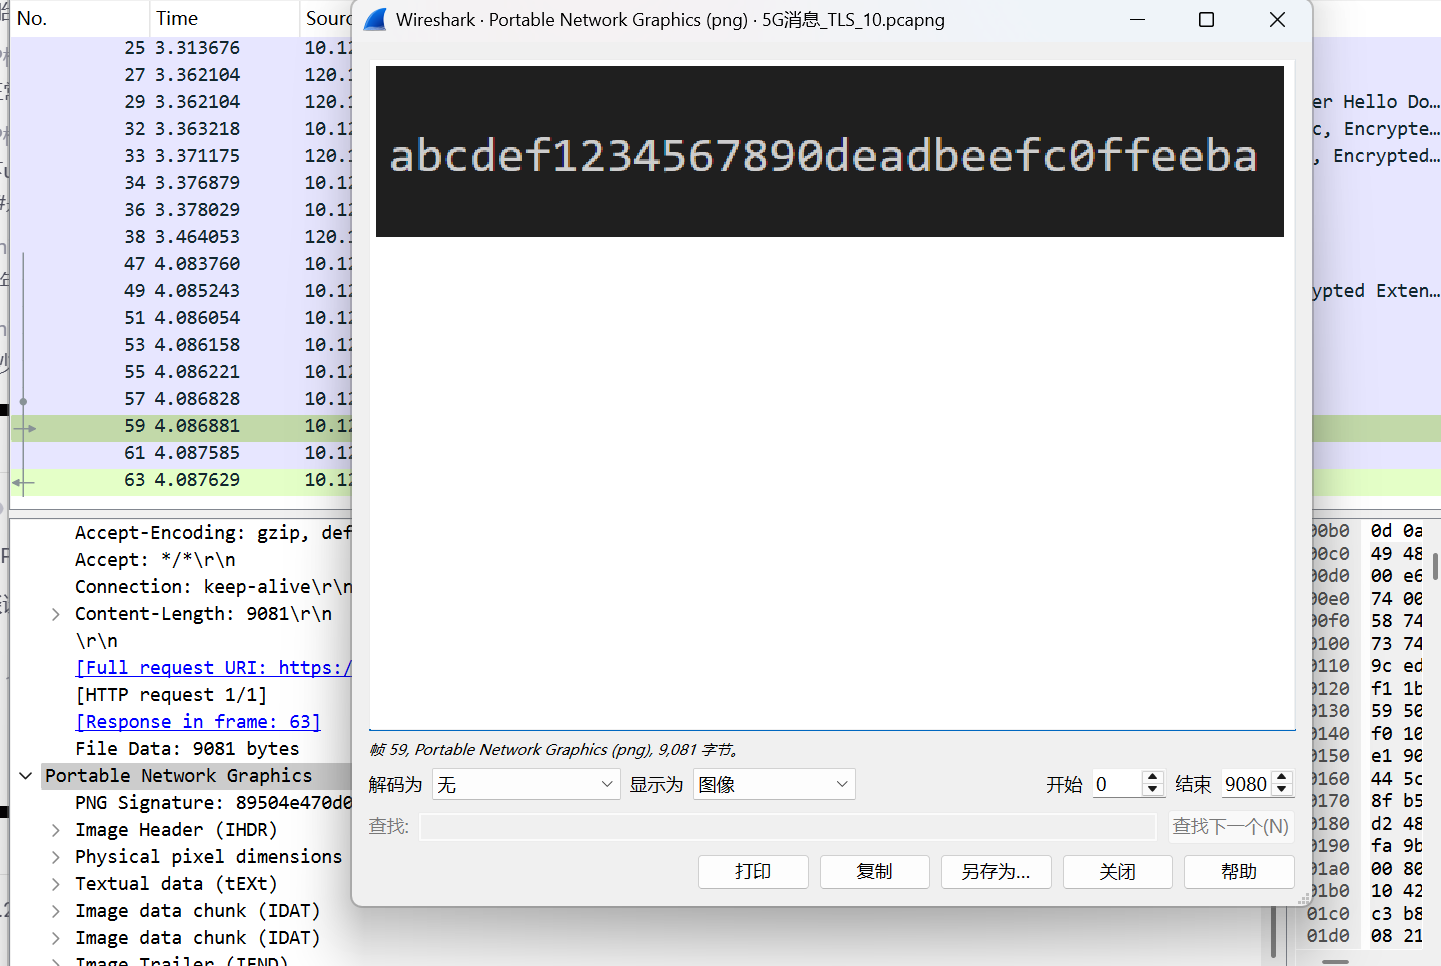 No. Time Sourc
25 3.313676 10.12
27 3.362104 120.1
29 3.362104 120.1
32 3.363218 10.12
33 3.371175 120.1
34 3.376879 10.12
36 3.378029 10.12
38 3.464053 120.1
47 4.083760 10.12
49 4.085243 10.12
51 4.086054 10.12
53 4.086158 10.12
55 4.086221 10.12
57 4.086828 10.12
59 4.086881 10.12
61 4.087585 10.12
63 4.087629 10.12
Accept-Encoding: gzip, def
Accept: */*\r\n
Connection: keep-alive\r\n
Content-Length: 9081\r\n
\r\n
[Full request URI: https:/
[HTTP request 1/1]
[Response in frame: 63]
File Data: 9081 bytes
Portable Network Graphics
PNG Signature: 89504e470d0
Image Header (IHDR)
Physical pixel dimensions
Textual data (tEXt)
Image data chunk (IDAT)
Image data chunk (IDAT)
Image Trailer (IEND)
Wireshark · Portable Network Graphics (png) · 5G消息_TLS_10.pcapng
abcdef1234567890deadbeefc0ffeeba
帧 59, Portable Network Graphics (png), 9,081 字节。
解码为 无 显示为 图像 开始 0 结束 9080
查找: 查找下一个(N)
打印 复制 另存为... 关闭 帮助
er Hello Do…
c, Encrypte…
, Encrypted…
ypted Exten…
00b0 0d 0a
00c0 49 48
00d0 00 e6
00e0 74 00
00f0 58 74
0100 73 74
0110 9c ed
0120 f1 1b
0130 59 50
0140 f0 10
0150 e1 90
0160 44 5c
0170 8f b5
0180 d2 48
0190 fa 9b
01a0 00 80
01b0 10 42
01c0 c3 b8
01d0 08 21